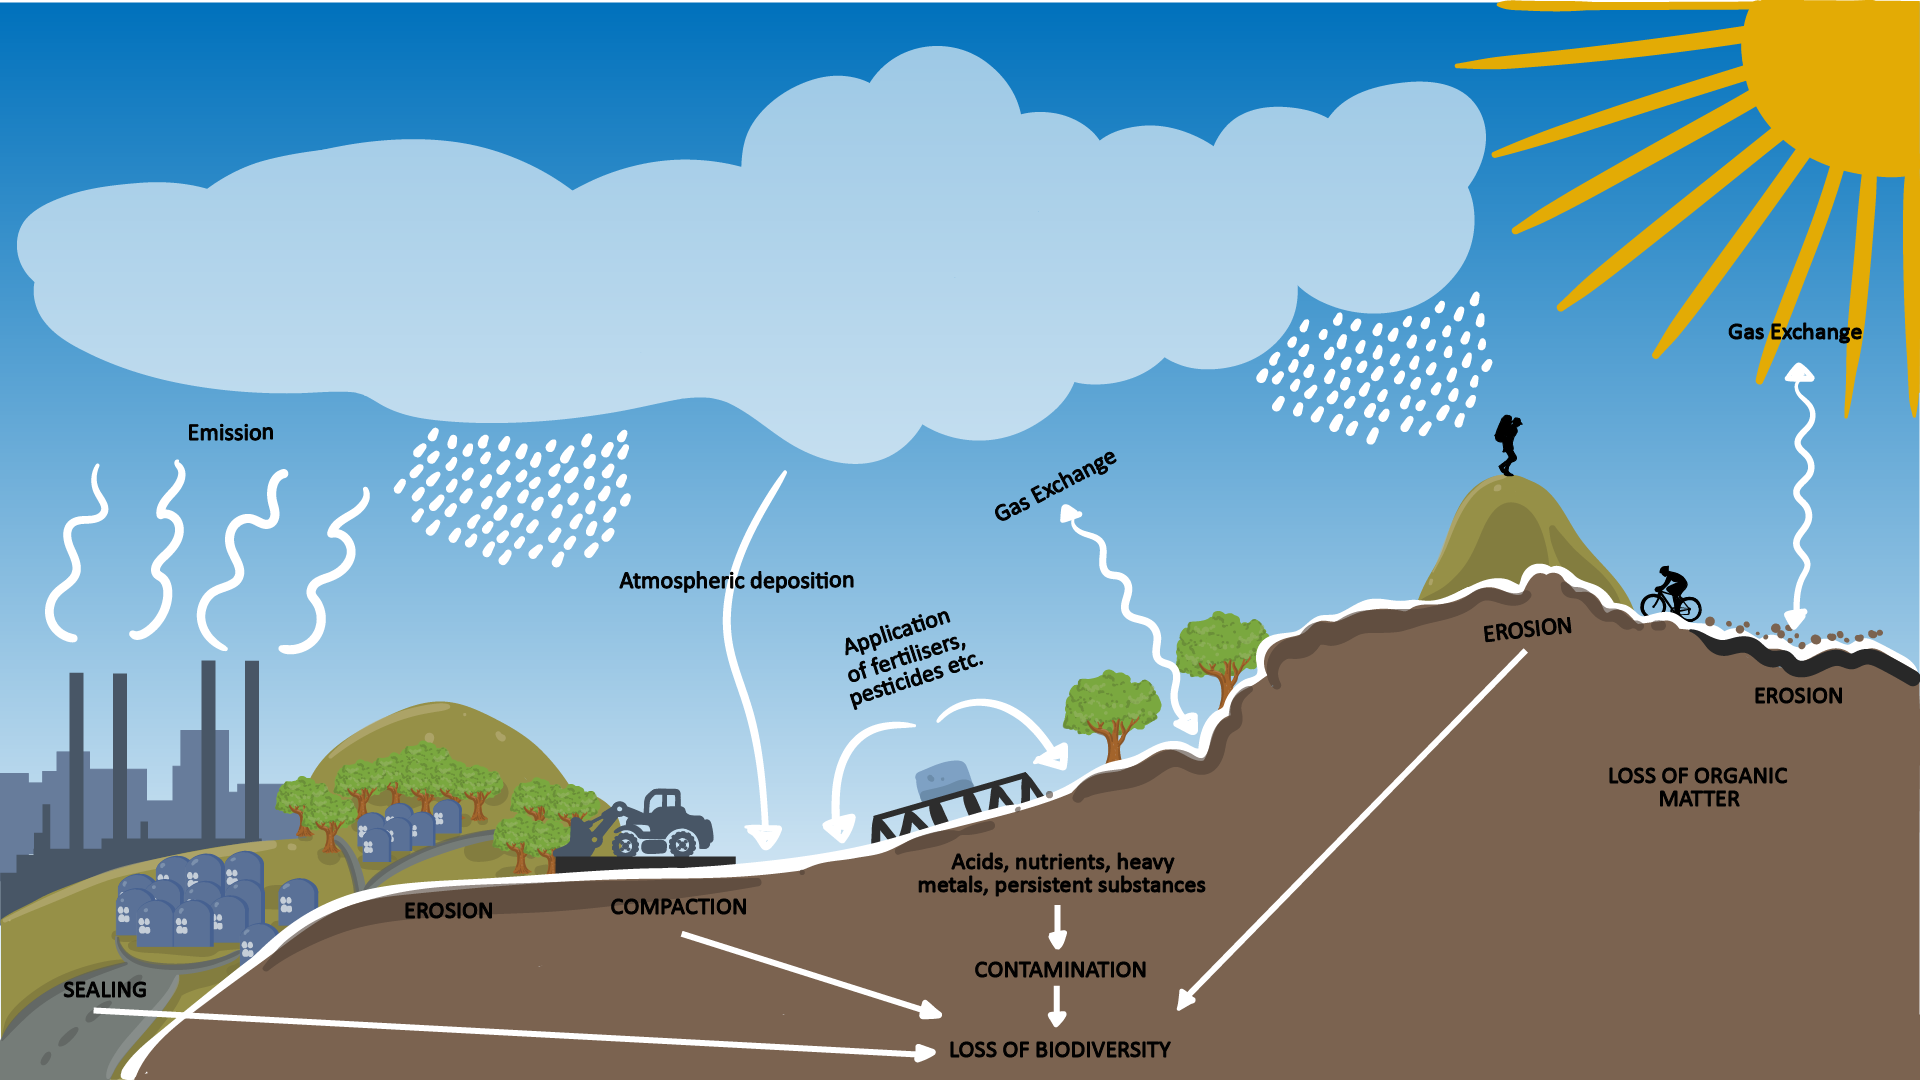 Gas Exchange
Emission
Gas Exchange
Atmospheric deposition
Application
of fertilisers,
pesticides etc.
EROSION
EROSION
LOSS OF ORGANIC
MATTER
Acids, nutrients, heavy
metals, persistent substances
EROSION
COMPACTION
CONTAMINATION
SEALING
LOSS OF BIODIVERSITY